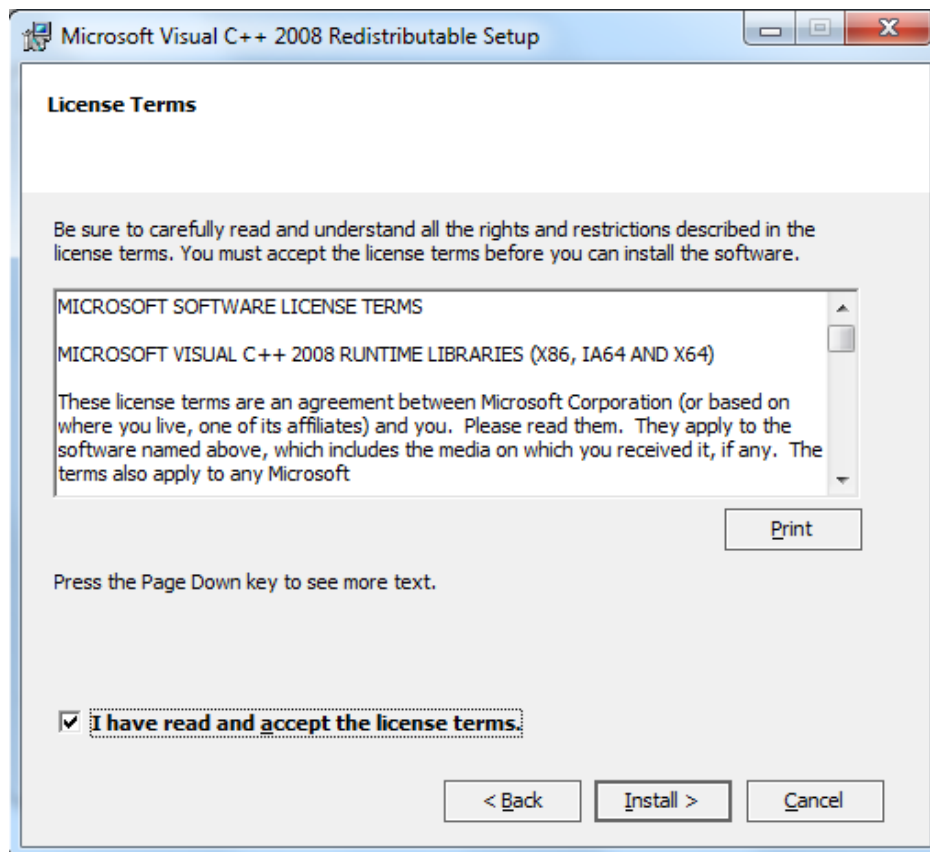 Microsoft Visual C++ 2008 Redistributable Setup
License Terms
Be sure to carefully read and understand all the rights and restrictions described in the
license terms. You must accept the license terms before you can install the software.
MICROSOFT SOFTWARE LICENSE TERMS
MICROSOFT VISUAL C++ 2008 RUNTIME LIBRARIES (X86, IA64 AND X64)
These license terms are an agreement between Microsoft Corporation (or based on
where you live, one of its affiliates) and you.  Please read them.  They apply to the
software named above, which includes the media on which you received it, if any.  The
terms also apply to any Microsoft
Print
Press the Page Down key to see more text.
I have read and accept the license terms.
< Back
Install >
Cancel